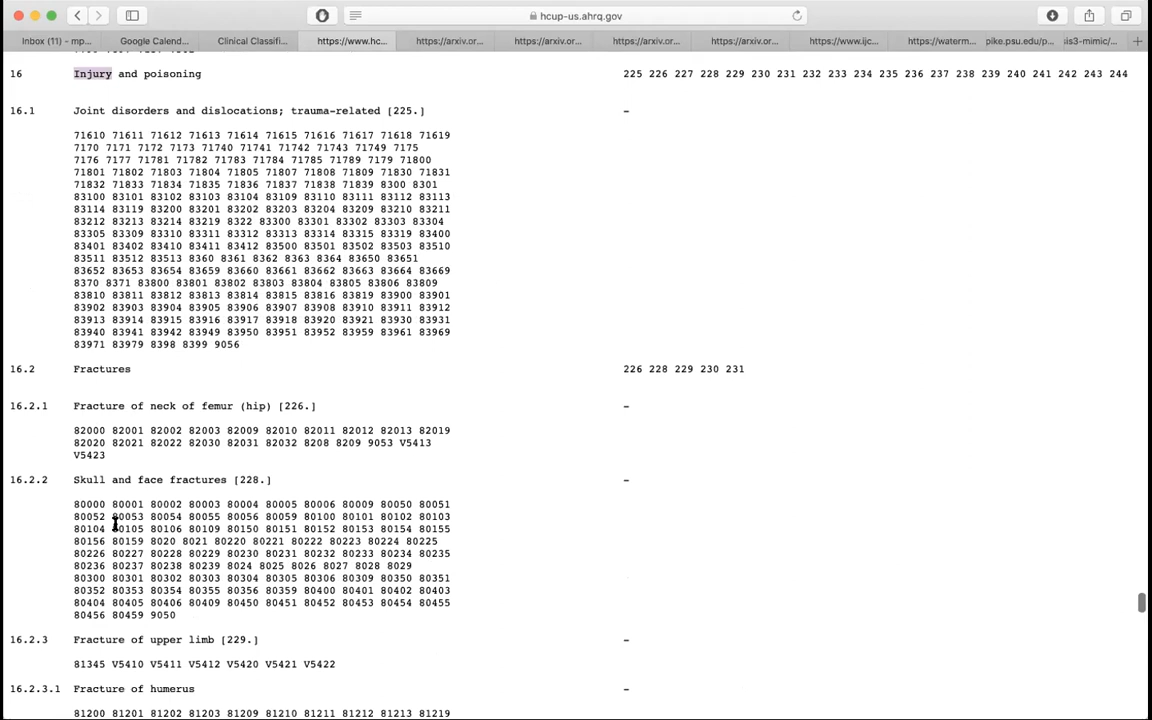 hcup-us.ahrq.gov
Inbox (11) – mp...
Google Calend...
Clinical Classifi...
https://www.hc...
https://arxiv.or...
https://arxiv.or...
https://arxiv.or...
https://arxiv.or...
https://www.ijc...
https://waterm...
pike.psu.edu/p...
is3-mimic/...
16 Injury and poisoning 225 226 227 228 229 230 231 232 233 234 235 236 237 238 239 240 241 242 243 244
16.1 Joint disorders and dislocations; trauma-related [225.] –
71610 71611 71612 71613 71614 71615 71616 71617 71618 71619
7170 7171 7172 7173 71740 71741 71742 71743 71749 7175
7176 7177 71781 71782 71783 71784 71785 71789 7179 71800
71801 71802 71803 71804 71805 71807 71808 71809 71830 71831
71832 71833 71834 71835 71836 71837 71838 71839 8300 8301
83100 83101 83102 83103 83104 83109 83110 83111 83112 83113
83114 83119 83200 83201 83202 83203 83204 83209 83210 83211
83212 83213 83214 83219 8322 83300 83301 83302 83303 83304
83305 83309 83310 83311 83312 83313 83314 83315 83319 83400
83401 83402 83410 83411 83412 83500 83501 83502 83503 83510
83511 83512 83513 8360 8361 8362 8363 8364 83650 83651
83652 83653 83654 83659 83660 83661 83662 83663 83664 83669
8370 8371 83800 83801 83802 83803 83804 83805 83806 83809
83810 83811 83812 83813 83814 83815 83816 83819 83900 83901
83902 83903 83904 83905 83906 83907 83908 83910 83911 83912
83913 83914 83915 83916 83917 83918 83920 83921 83930 83931
83940 83941 83942 83949 83950 83951 83952 83959 83961 83969
83971 83979 8398 8399 9056
16.2 Fractures 226 228 229 230 231
16.2.1 Fracture of neck of femur (hip) [226.] –
82000 82001 82002 82003 82009 82010 82011 82012 82013 82019
82020 82021 82022 82030 82031 82032 8208 8209 9053 V5413
V5423
16.2.2 Skull and face fractures [228.] –
80000 80001 80002 80003 80004 80005 80006 80009 80050 80051
80052 80053 80054 80055 80056 80059 80100 80101 80102 80103
80104 80105 80106 80109 80150 80151 80152 80153 80154 80155
80156 80159 8020 8021 80220 80221 80222 80223 80224 80225
80226 80227 80228 80229 80230 80231 80232 80233 80234 80235
80236 80237 80238 80239 8024 8025 8026 8027 8028 8029
80300 80301 80302 80303 80304 80305 80306 80309 80350 80351
80352 80353 80354 80355 80356 80359 80400 80401 80402 80403
80404 80405 80406 80409 80450 80451 80452 80453 80454 80455
80456 80459 9050
16.2.3 Fracture of upper limb [229.] –
81345 V5410 V5411 V5412 V5420 V5421 V5422
16.2.3.1 Fracture of humerus –
81200 81201 81202 81203 81209 81210 81211 81212 81213 81219